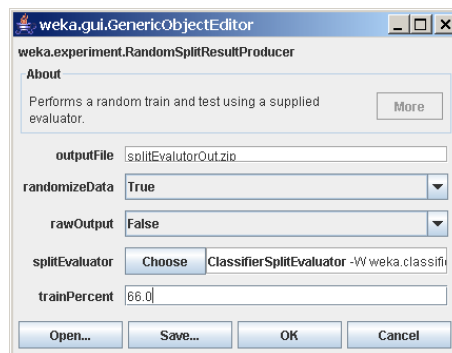 weka.gui.GenericObjectEditor
weka.experiment.RandomSplitResultProducer
About
Performs a random train and test using a supplied
evaluator.
More
outputFile splitEvalutorOut.zip
randomizeData True
rawOutput False
splitEvaluator Choose ClassifierSplitEvaluator -W weka.classifi
trainPercent 66.0
Open... Save... OK Cancel